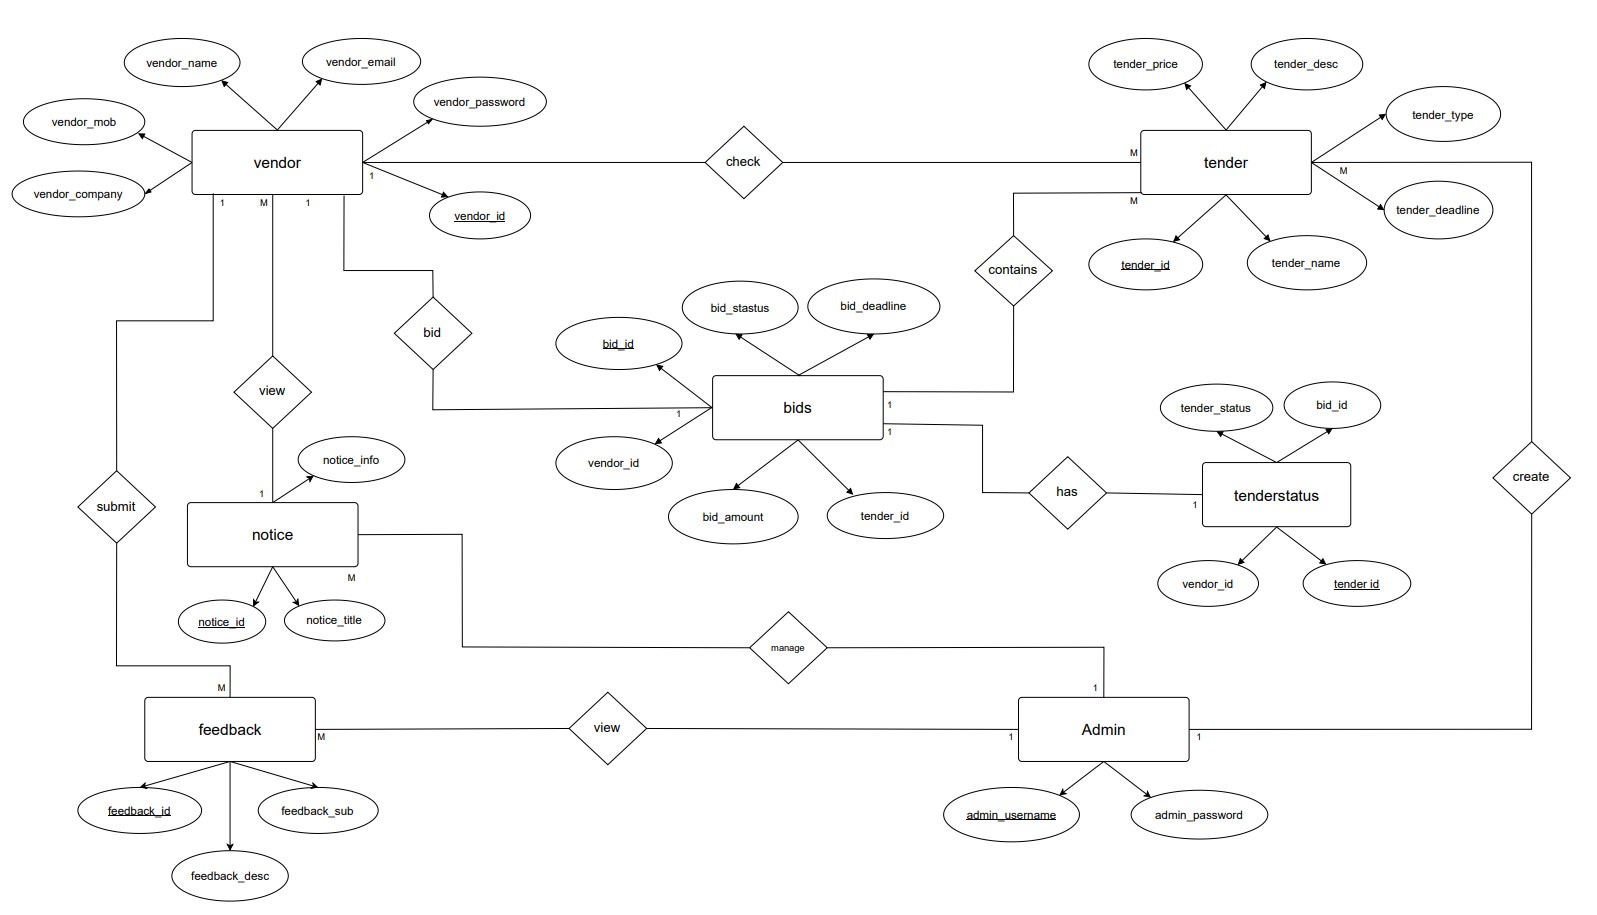 vendor_name
vendor_email
tender_price
tender_desc
vendor_password
vendor_mob
tender_type
vendor
check
M
tender
1
M
vendor_company
1
M
1
vendor_id
M
tender_deadline
tender_id
tender_name
contains
bid_stastus
bid_deadline
bid
bid_id
view
bids
1
1
1
tender_status
bid_id
notice_info
vendor_id
1
submit
has
tenderstatus
1
create
bid_amount
tender_id
notice
M
vendor_id
tender id
notice_id
notice_title
manage
M
1
feedback
M
view
1
Admin
1
feedback_id
feedback_sub
admin_username
admin_password
feedback_desc